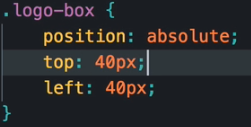 .logo-box {
    position: absolute;
    top: 40px;
    left: 40px;
}